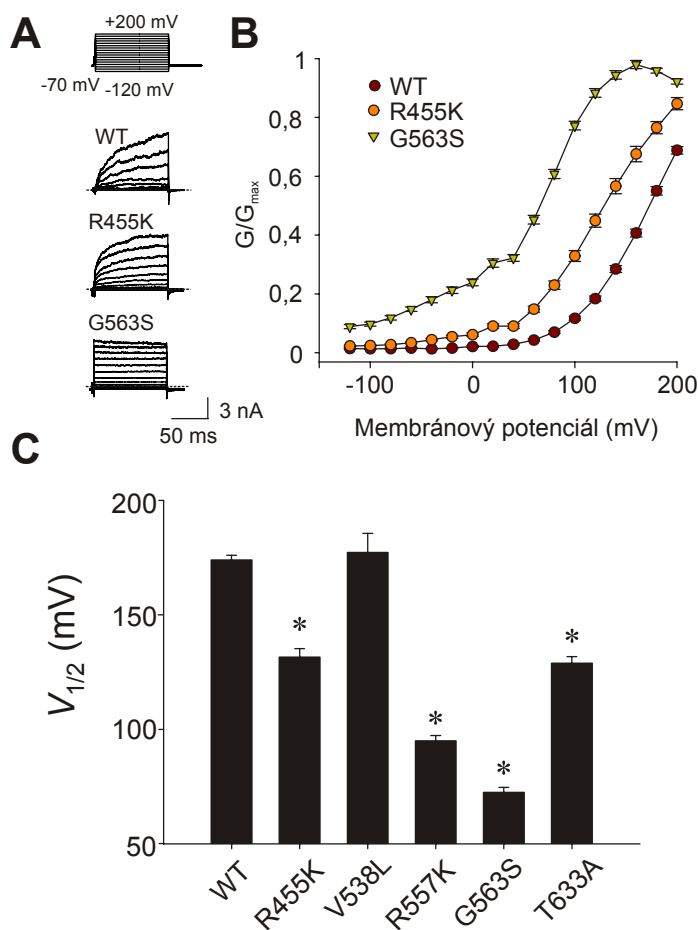 A
+200 mV
-70 mV
-120 mV
WT
R455K
G563S
3 nA
50 ms
B
WT
R455K
G563S
G/Gmax
1
0,8
0,6
0,4
0,2
0
-100
0
100
200
Membránový potenciál (mV)
C
V1/2 (mV)
200
150
100
50
*
*
*
*
WT
R455K
V538L
R557K
G563S
T633A